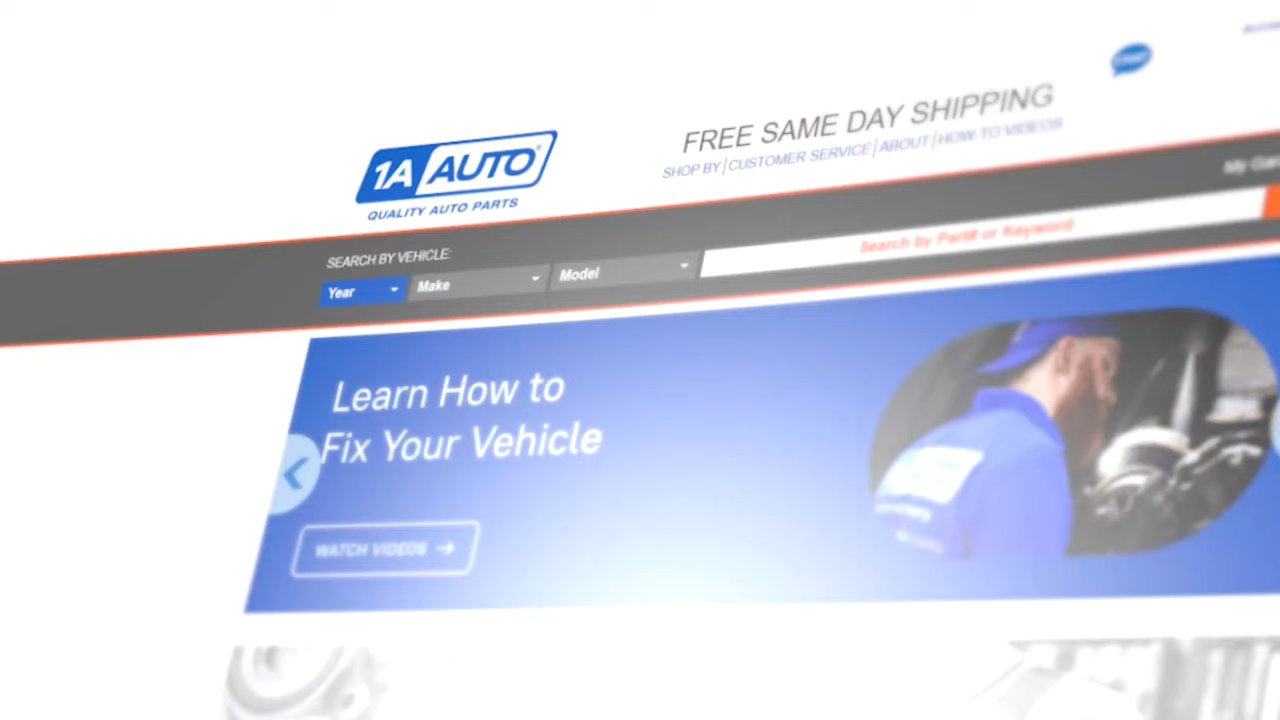 1A AUTO®
QUALITY AUTO PARTS
FREE SAME DAY SHIPPING
SHOP BY | CUSTOMER SERVICE | ABOUT | HOW-TO VIDEOS
SEARCH BY VEHICLE:
Year
Make
Model
Search by Part# or Keyword
Learn How to
Fix Your Vehicle
WATCH VIDEOS